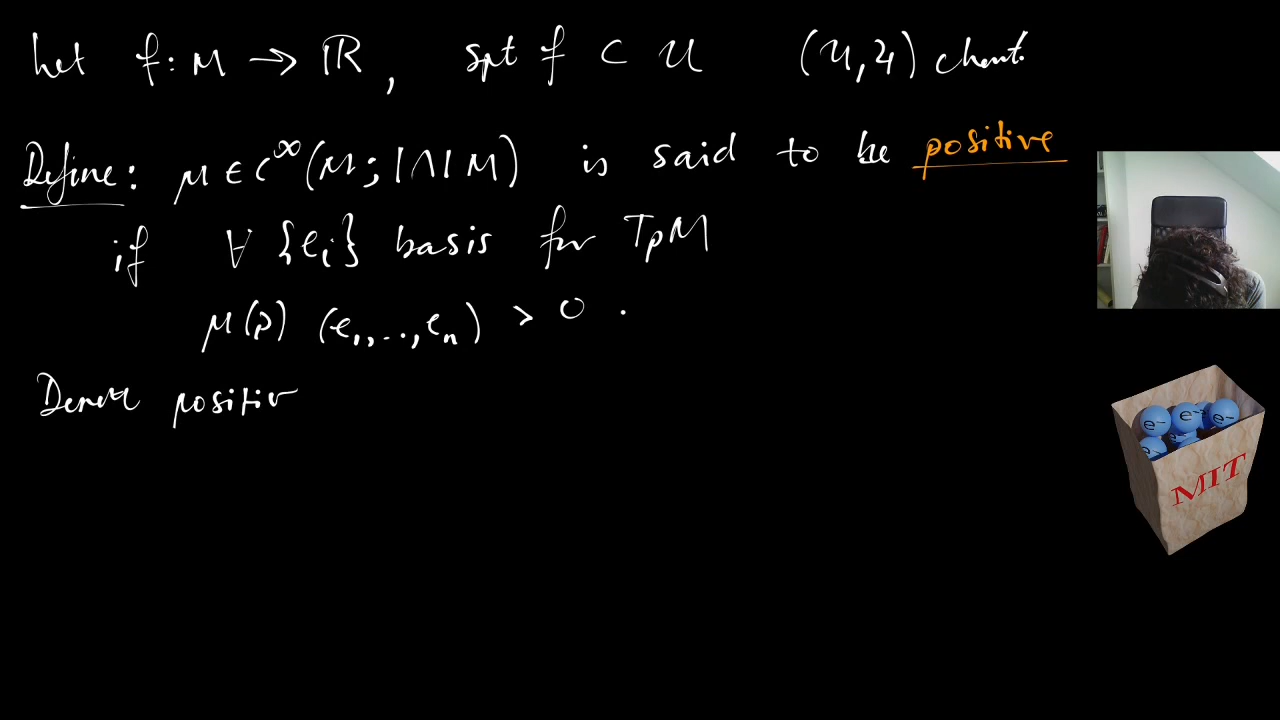 Let f: M → ℝ, spt f ⊂ U (U, φ) chart.
Define: μ ∈ C^∞(M; |Λ|M) is said to be positive
if ∀ {e_i} basis for T_pM
μ(p) (e_1, ..., e_n) > 0.
Denote positiv
e⁻ e⁻ e⁻
e⁻ e⁻
MIT